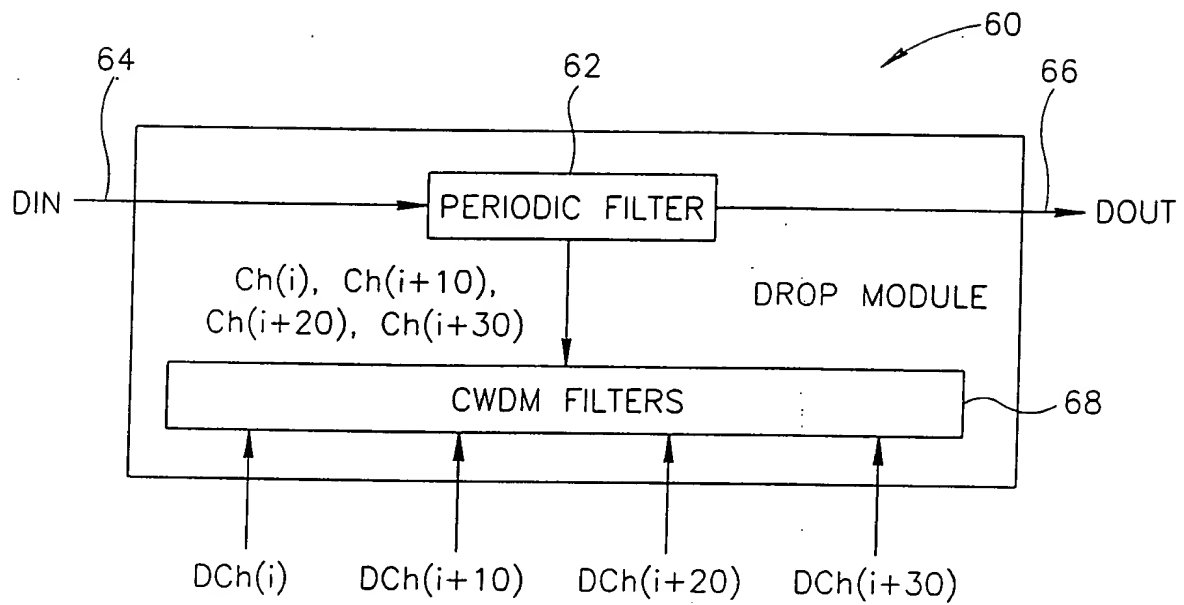 60
64
62
66
DIN
PERIODIC FILTER
DOUT
Ch(i), Ch(i+10),
Ch(i+20), Ch(i+30)
DROP MODULE
CWDM FILTERS
68
DCh(i)
DCh(i+10)
DCh(i+20)
DCh(i+30)